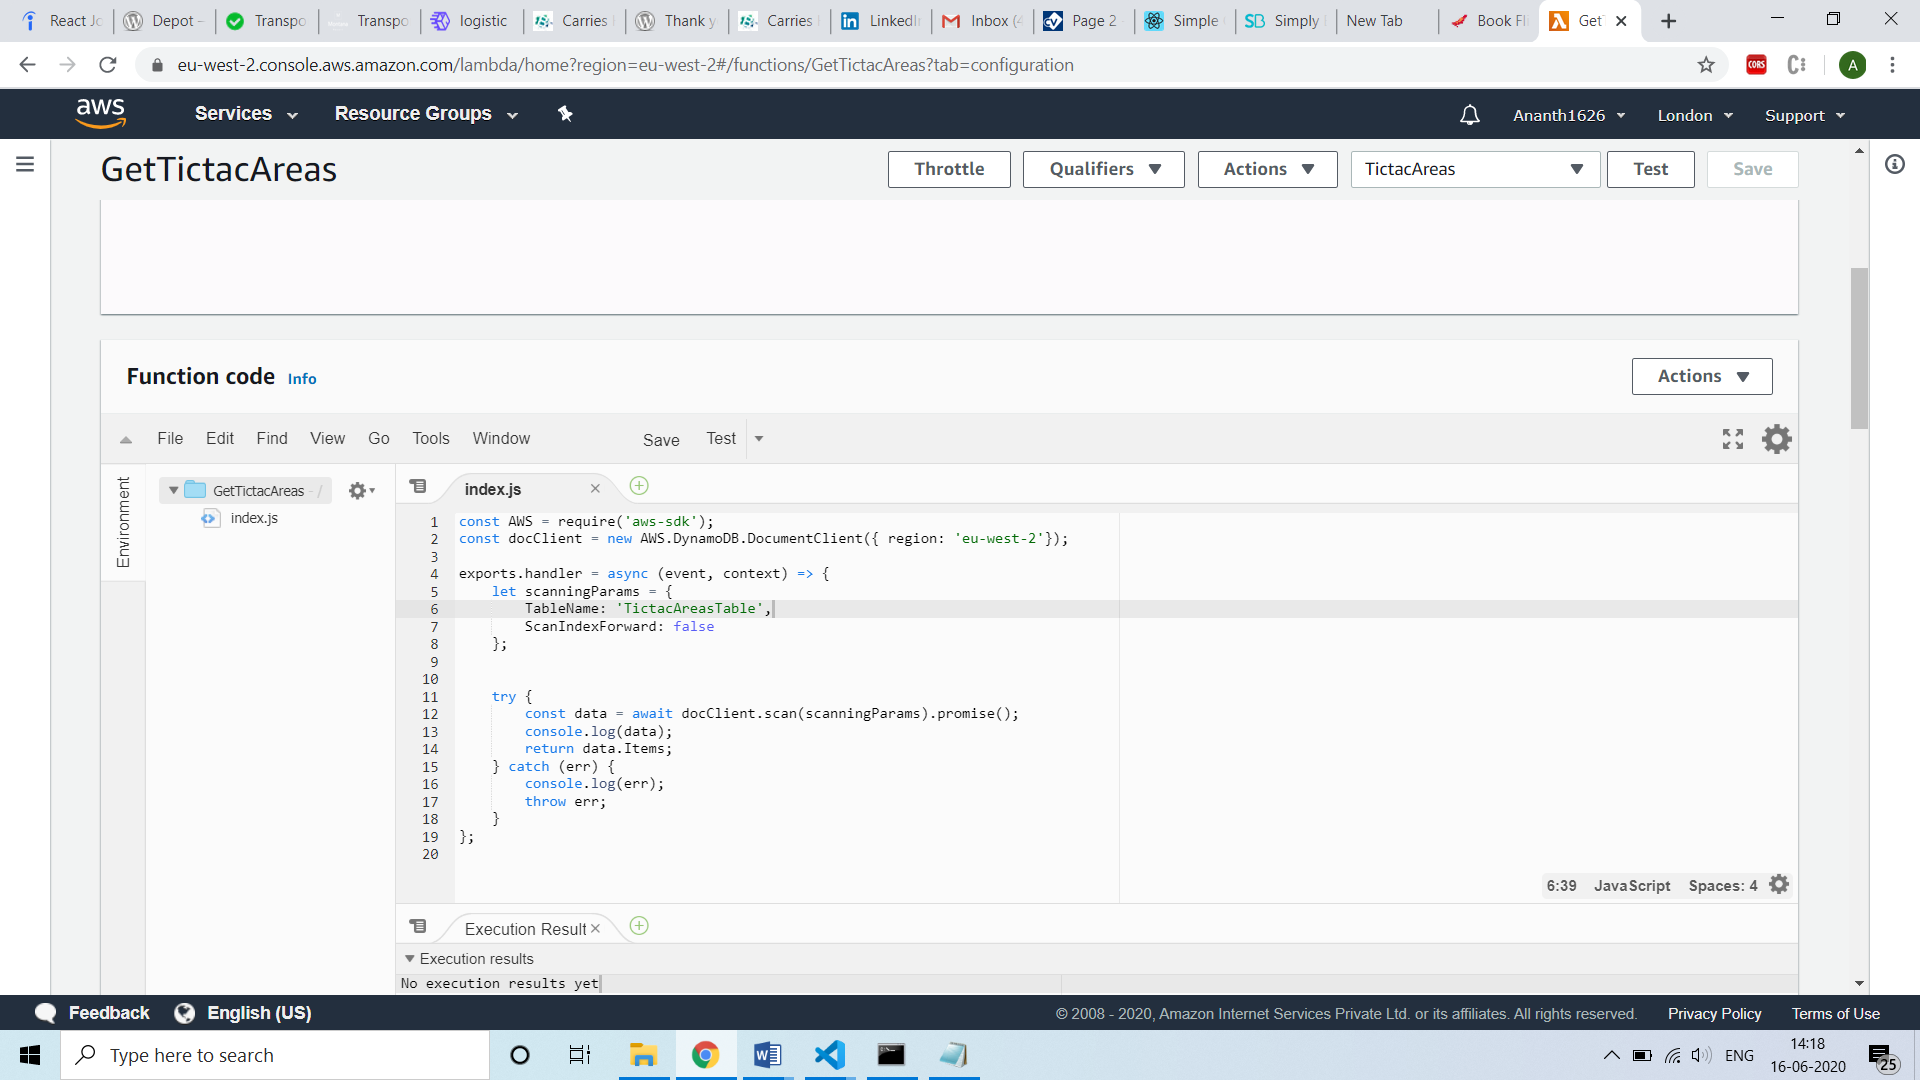 React Jo
Depot –
Transpo
Transpo
logistic
Carries
Thank y
Carries
LinkedIn
Inbox (4
Page 2
Simple
Simply
New Tab
Book Fli
Get
eu-west-2.console.aws.amazon.com/lambda/home?region=eu-west-2#/functions/GetTictacAreas?tab=configuration
CORS
C
A
aws
Services
Resource Groups
Ananth1626
London
Support
GetTictacAreas
Throttle
Qualifiers
Actions
TictacAreas
Test
Save
Function code Info
Actions
File Edit Find View Go Tools Window Save Test
Environment
GetTictacAreas - /
index.js
index.js
1 const AWS = require('aws-sdk');
2 const docClient = new AWS.DynamoDB.DocumentClient({ region: 'eu-west-2'});
3
4 exports.handler = async (event, context) => {
5 let scanningParams = {
6 TableName: 'TictacAreasTable',
7 ScanIndexForward: false
8 };
9
10
11 try {
12 const data = await docClient.scan(scanningParams).promise();
13 console.log(data);
14 return data.Items;
15 } catch (err) {
16 console.log(err);
17 throw err;
18 }
19 };
20
6:39 JavaScript Spaces: 4
Execution Result
Execution results
No execution results yet
Feedback
English (US)
© 2008 - 2020, Amazon Internet Services Private Ltd. or its affiliates. All rights reserved.
Privacy Policy
Terms of Use
Type here to search
ENG
14:18
16-06-2020
25